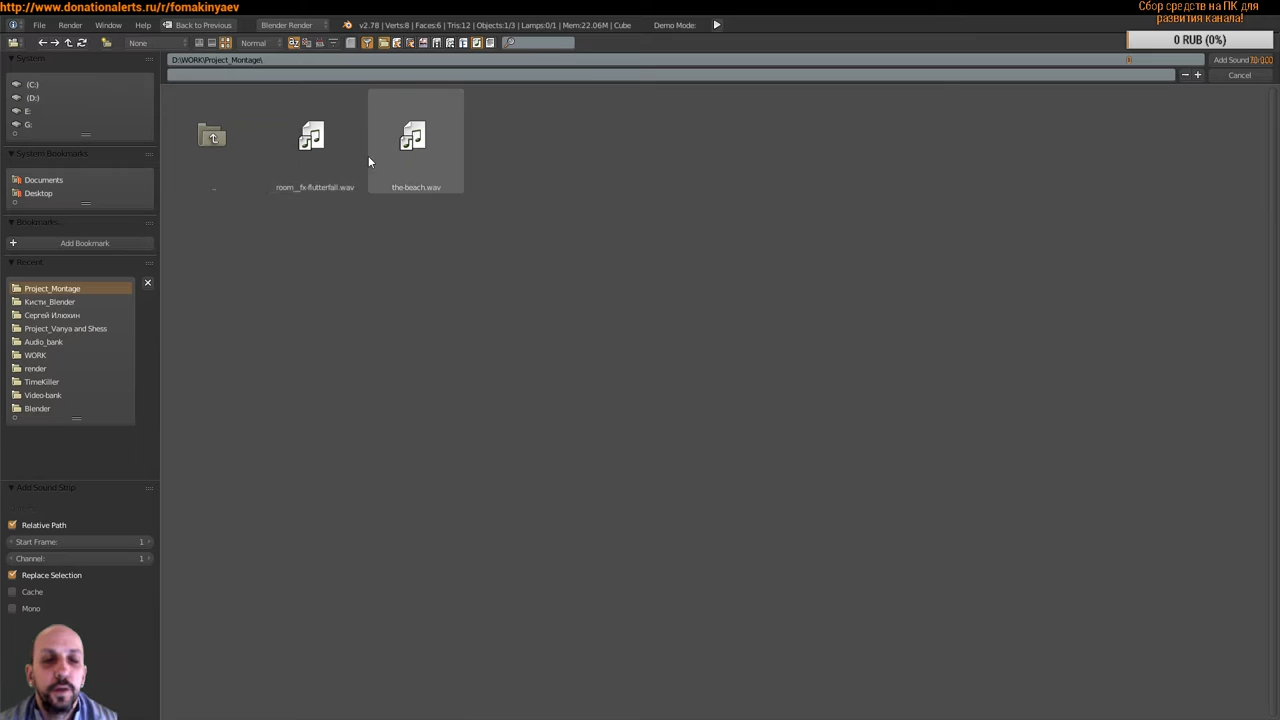 http://www.donationalerts.ru/r/fomakinyaev
Сбор средств на ПК для
развития канала!
0 RUB (0%)
File
Render
Window
Help
Back to Previous
Blender Render
v2.78 | Verts:8 | Faces:6 | Tris:12 | Objects:1/3 | Lamps:0/1 | Mem:22.06M | Cube
Demo Mode:
None
Normal
System
D:\WORK\Project_Montage\
Add Sound
Cancel
(C:)
(D:)
E:
G:
System Bookmarks
Documents
Desktop
Bookmarks
Add Bookmark
Recent
Project_Montage
Кисти_Blender
Сергей Илюхин
Project_Vanya and Shess
Audio_bank
WORK
render
TimeKiller
Video-bank
Blender
..
room__fx-flutterfall.wav
the-beach.wav
Add Sound Strip
Relative Path
Start Frame: 1
Channel: 1
Replace Selection
Cache
Mono